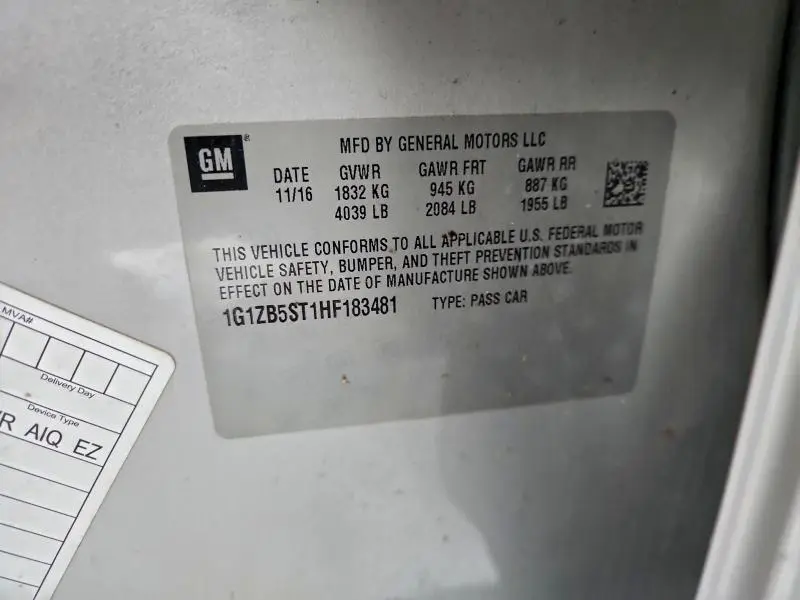 GM
MFD BY GENERAL MOTORS LLC
DATE GVWR GAWR FRT GAWR RR
11/16 1832 KG 945 KG 887 KG
4039 LB 2084 LB 1955 LB
THIS VEHICLE CONFORMS TO ALL APPLICABLE U.S. FEDERAL MOTOR
VEHICLE SAFETY, BUMPER, AND THEFT PREVENTION STANDARDS IN
EFFECT ON THE DATE OF MANUFACTURE SHOWN ABOVE.
1G1ZB5ST1HF183481 TYPE: PASS CAR
MVA#
Delivery Day
Device Type
AIQ EZ